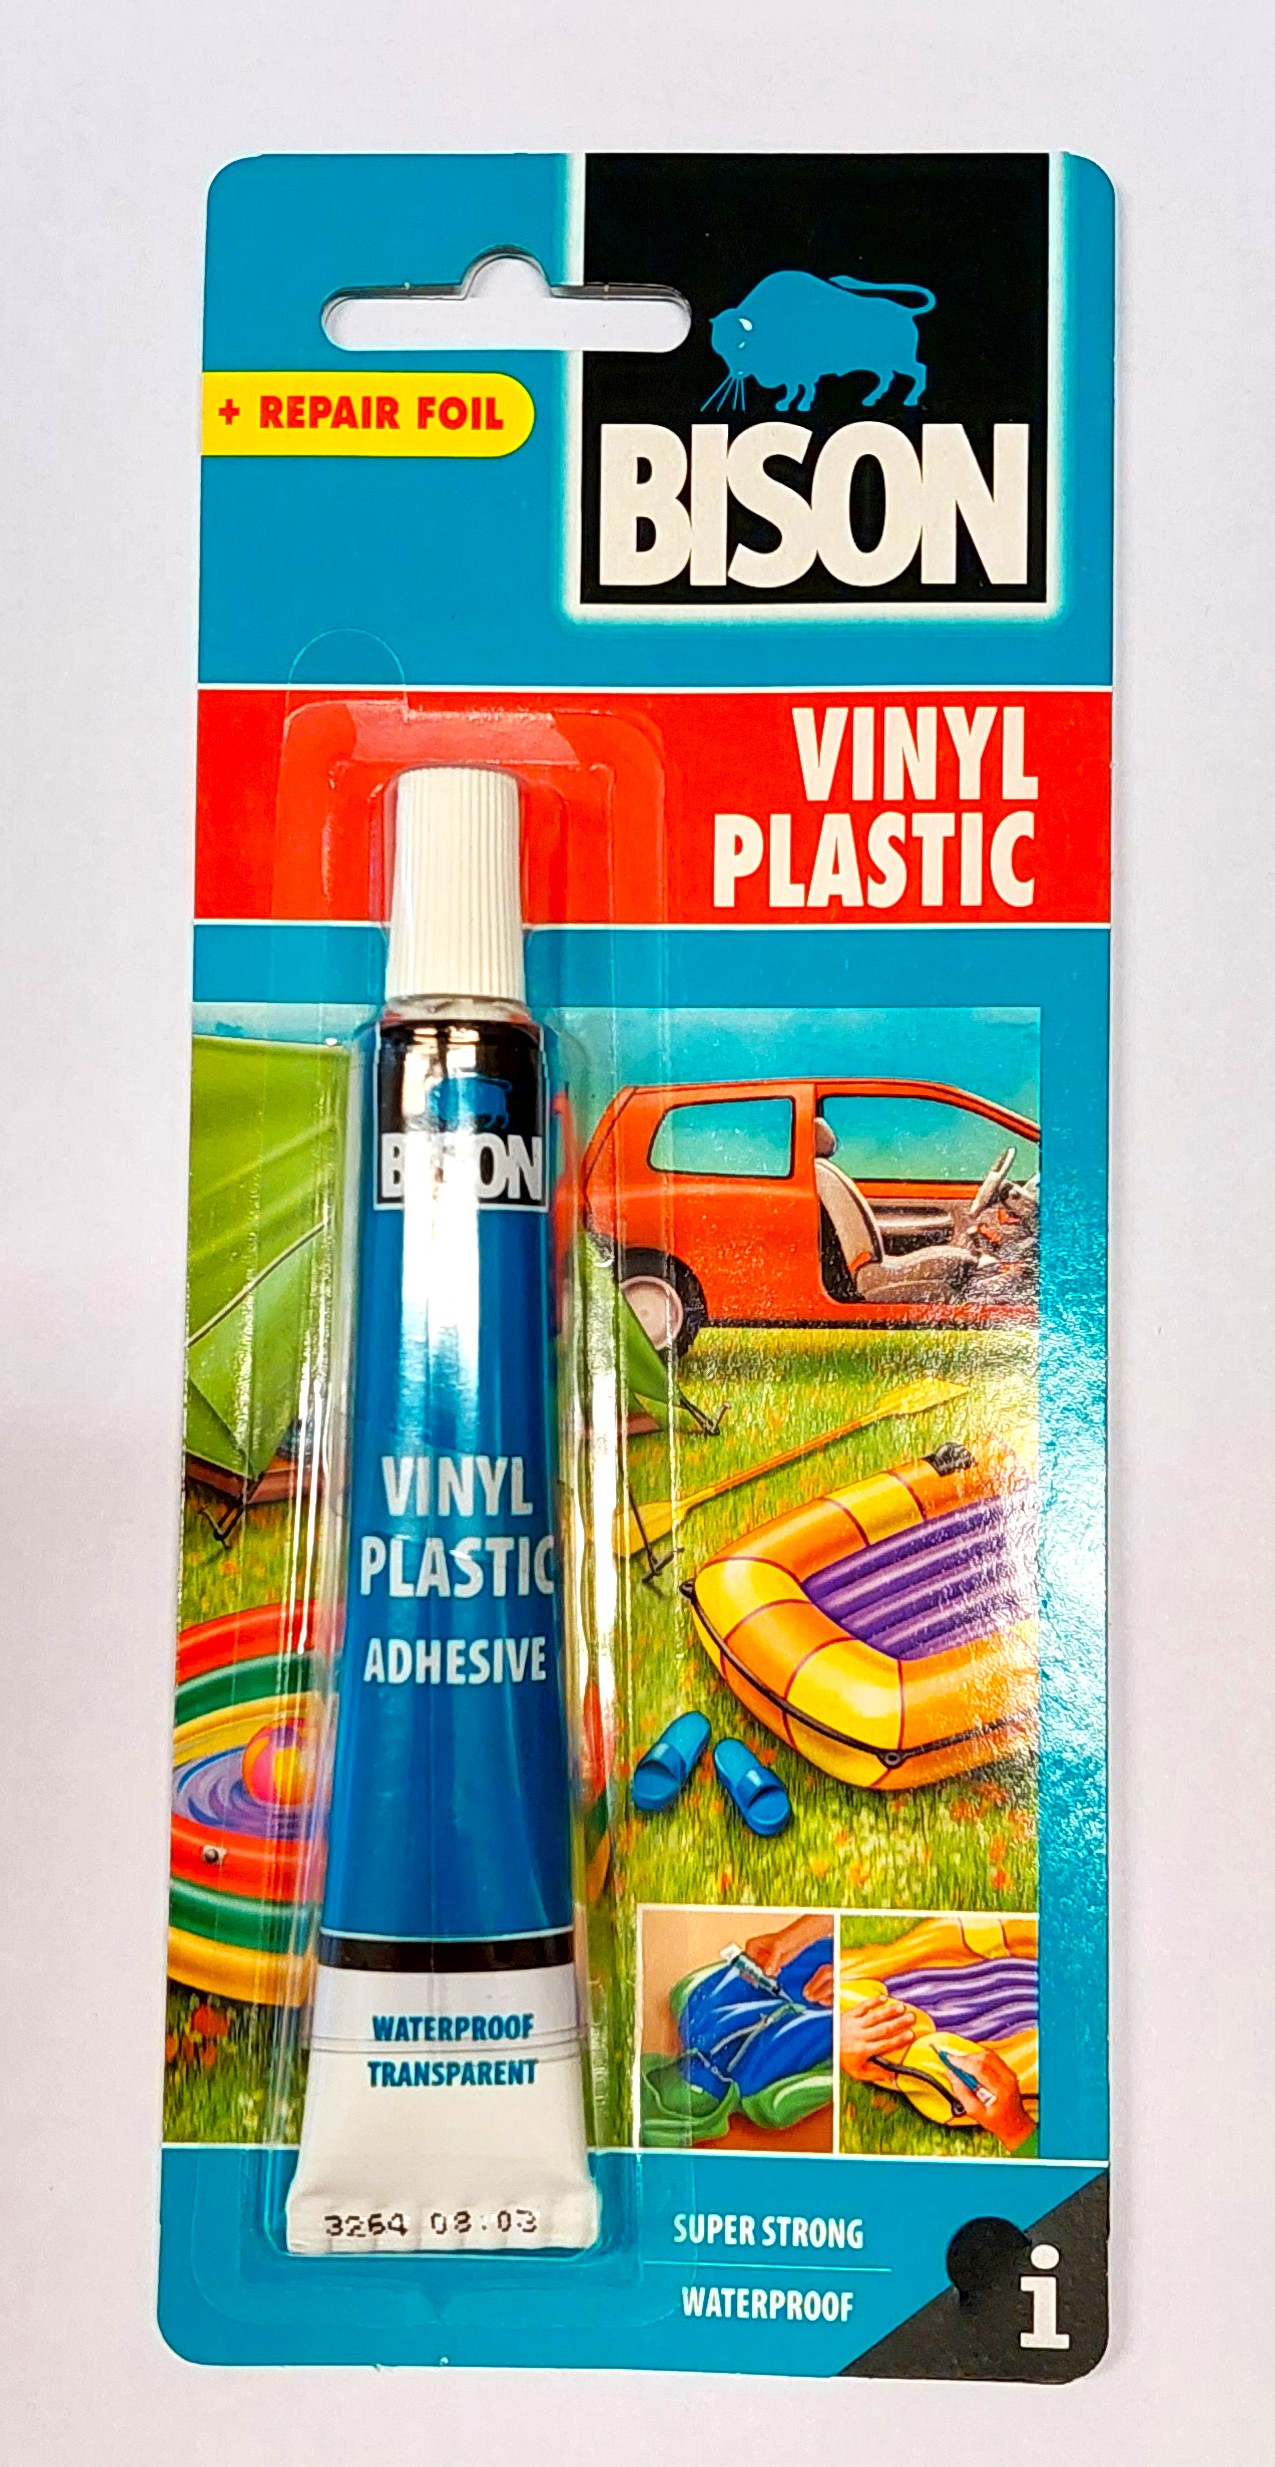 + REPAIR FOIL
BISON
VINYL
PLASTIC
BISON
VINYL
PLASTIC
ADHESIVE
WATERPROOF
TRANSPARENT
3264 08:03
SUPER STRONG
WATERPROOF
i